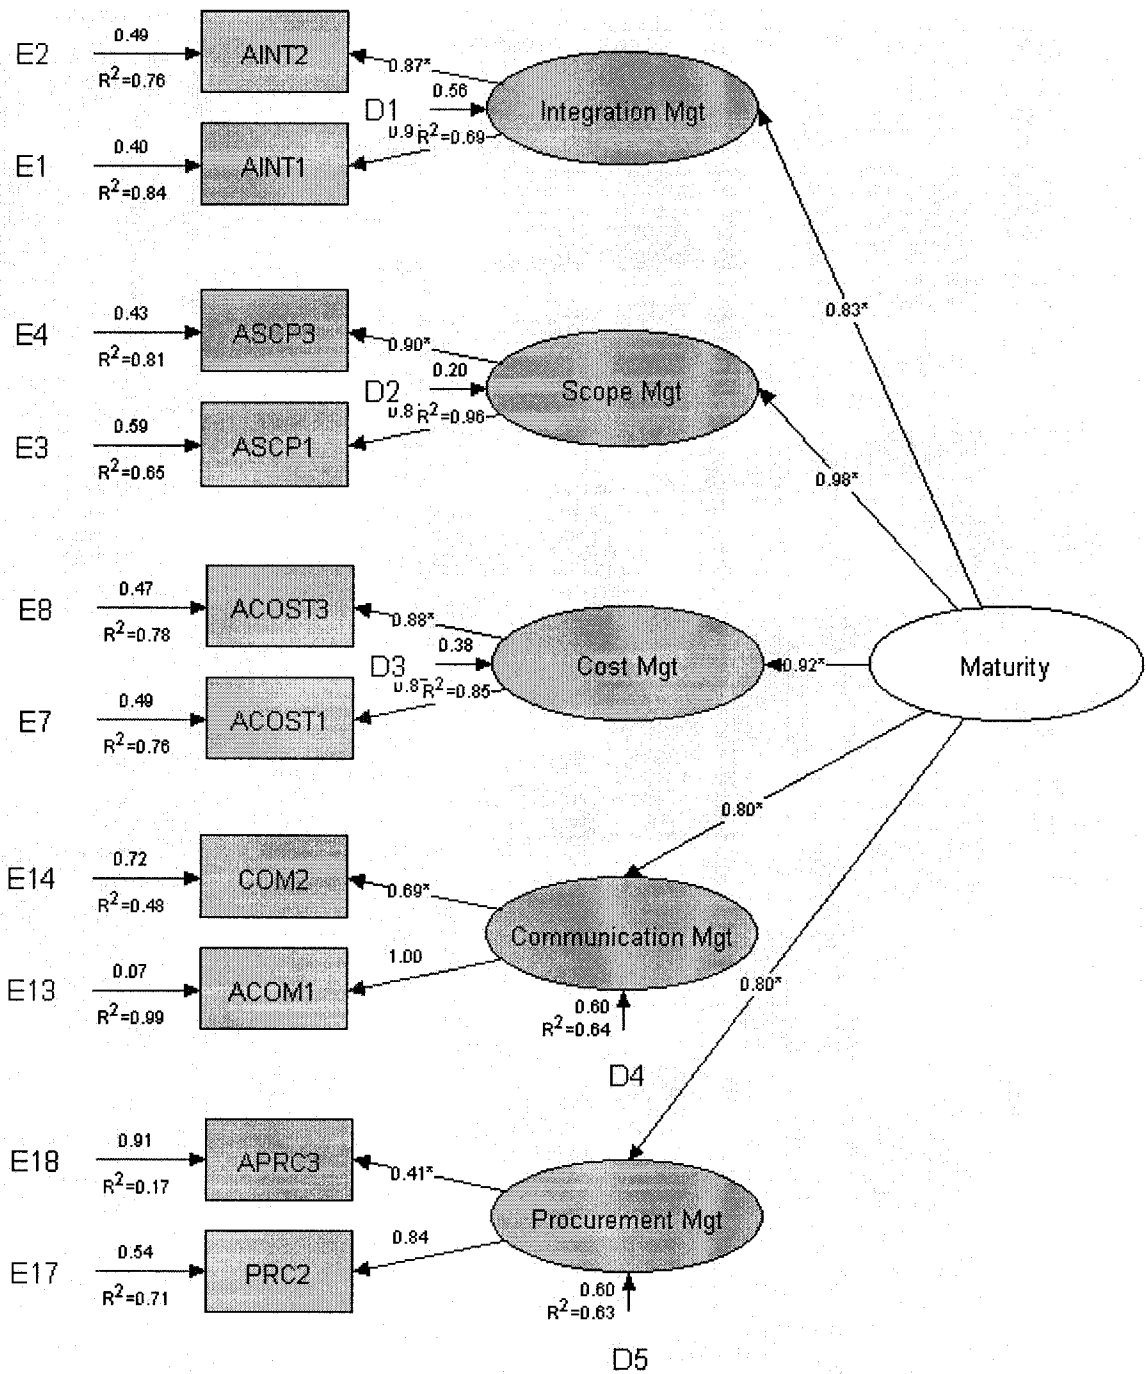 0.49
E2
AINT2
R²=0.76
0.87*
0.56
D1
Integration Mgt
R²=0.69
0.40
E1
AINT1
R²=0.84
0.83*
0.43
E4
ASCP3
R²=0.81
0.90*
0.20
D2
Scope Mgt
R²=0.96
0.59
E3
ASCP1
R²=0.65
0.98*
0.47
E8
ACOST3
R²=0.78
0.88*
0.38
D3
Cost Mgt
0.92*
Maturity
R²=0.85
0.49
E7
ACOST1
R²=0.76
0.80*
0.72
E14
COM2
R²=0.48
0.69*
Communication Mgt
1.00
0.07
E13
ACOM1
R²=0.99
0.60
R²=0.64
D4
0.80*
0.91
E18
APRC3
R²=0.17
0.41*
Procurement Mgt
0.84
0.54
E17
PRC2
R²=0.71
0.60
R²=0.63
D5